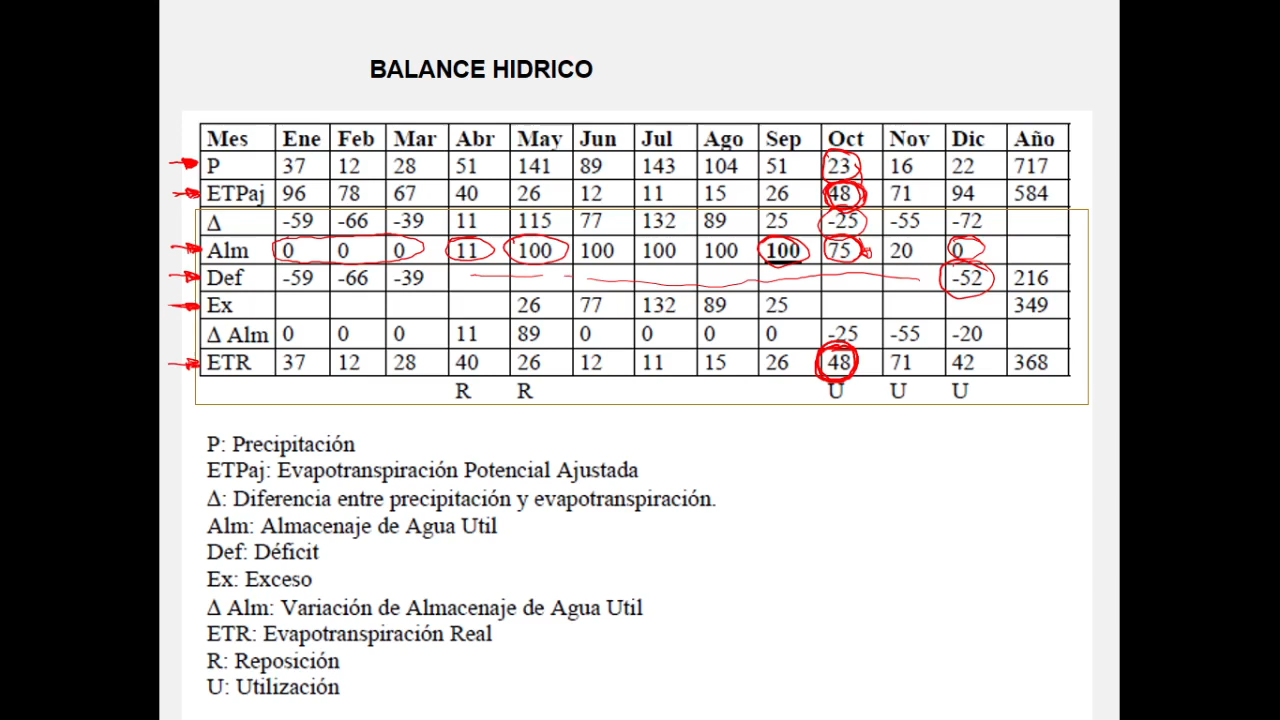 BALANCE HIDRICO
Mes Ene Feb Mar Abr May Jun Jul Ago Sep Oct Nov Dic Año
P 37 12 28 51 141 89 143 104 51 23 16 22 717
ETPaj 96 78 67 40 26 12 11 15 26 48 71 94 584
Δ -59 -66 -39 11 115 77 132 89 25 -25 -55 -72
Alm 0 0 0 11 100 100 100 100 100 75 20 0
Def -59 -66 -39 -52 216
Ex 26 77 132 89 25 349
Δ Alm 0 0 0 11 89 0 0 0 0 -25 -55 -20
ETR 37 12 28 40 26 12 11 15 26 48 71 42 368
R R U U U
P: Precipitación
ETPaj: Evapotranspiración Potencial Ajustada
Δ: Diferencia entre precipitación y evapotranspiración.
Alm: Almacenaje de Agua Util
Def: Déficit
Ex: Exceso
Δ Alm: Variación de Almacenaje de Agua Util
ETR: Evapotranspiración Real
R: Reposición
U: Utilización